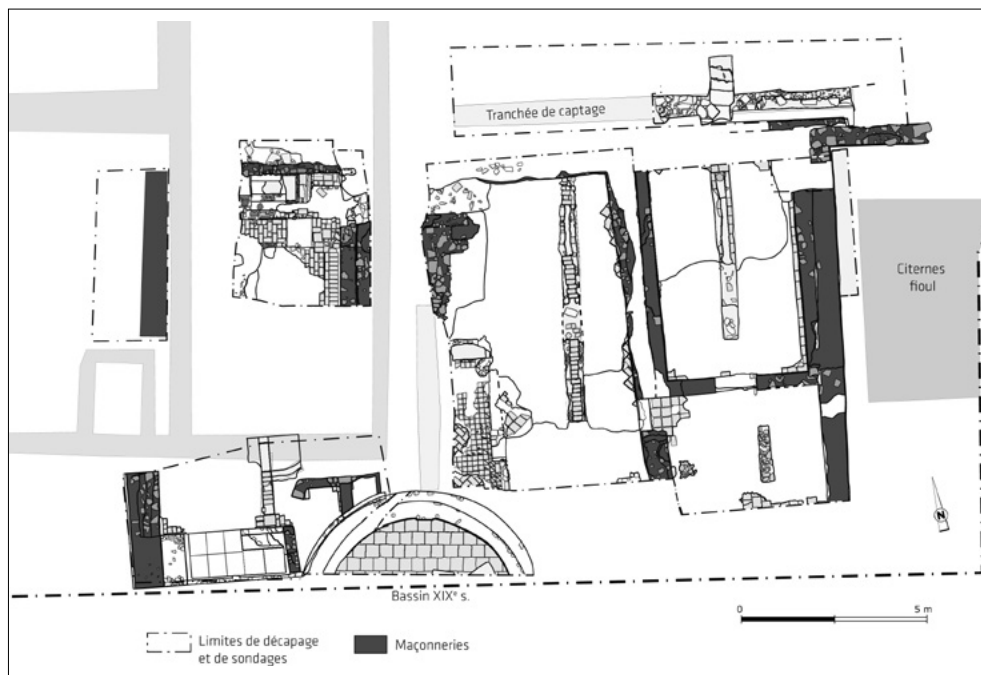 Tranchée de captage
Citernes
fioul
N
Bassin XIXᵉ s.
0
5 m
Limites de décapage
et de sondages
Maçonneries